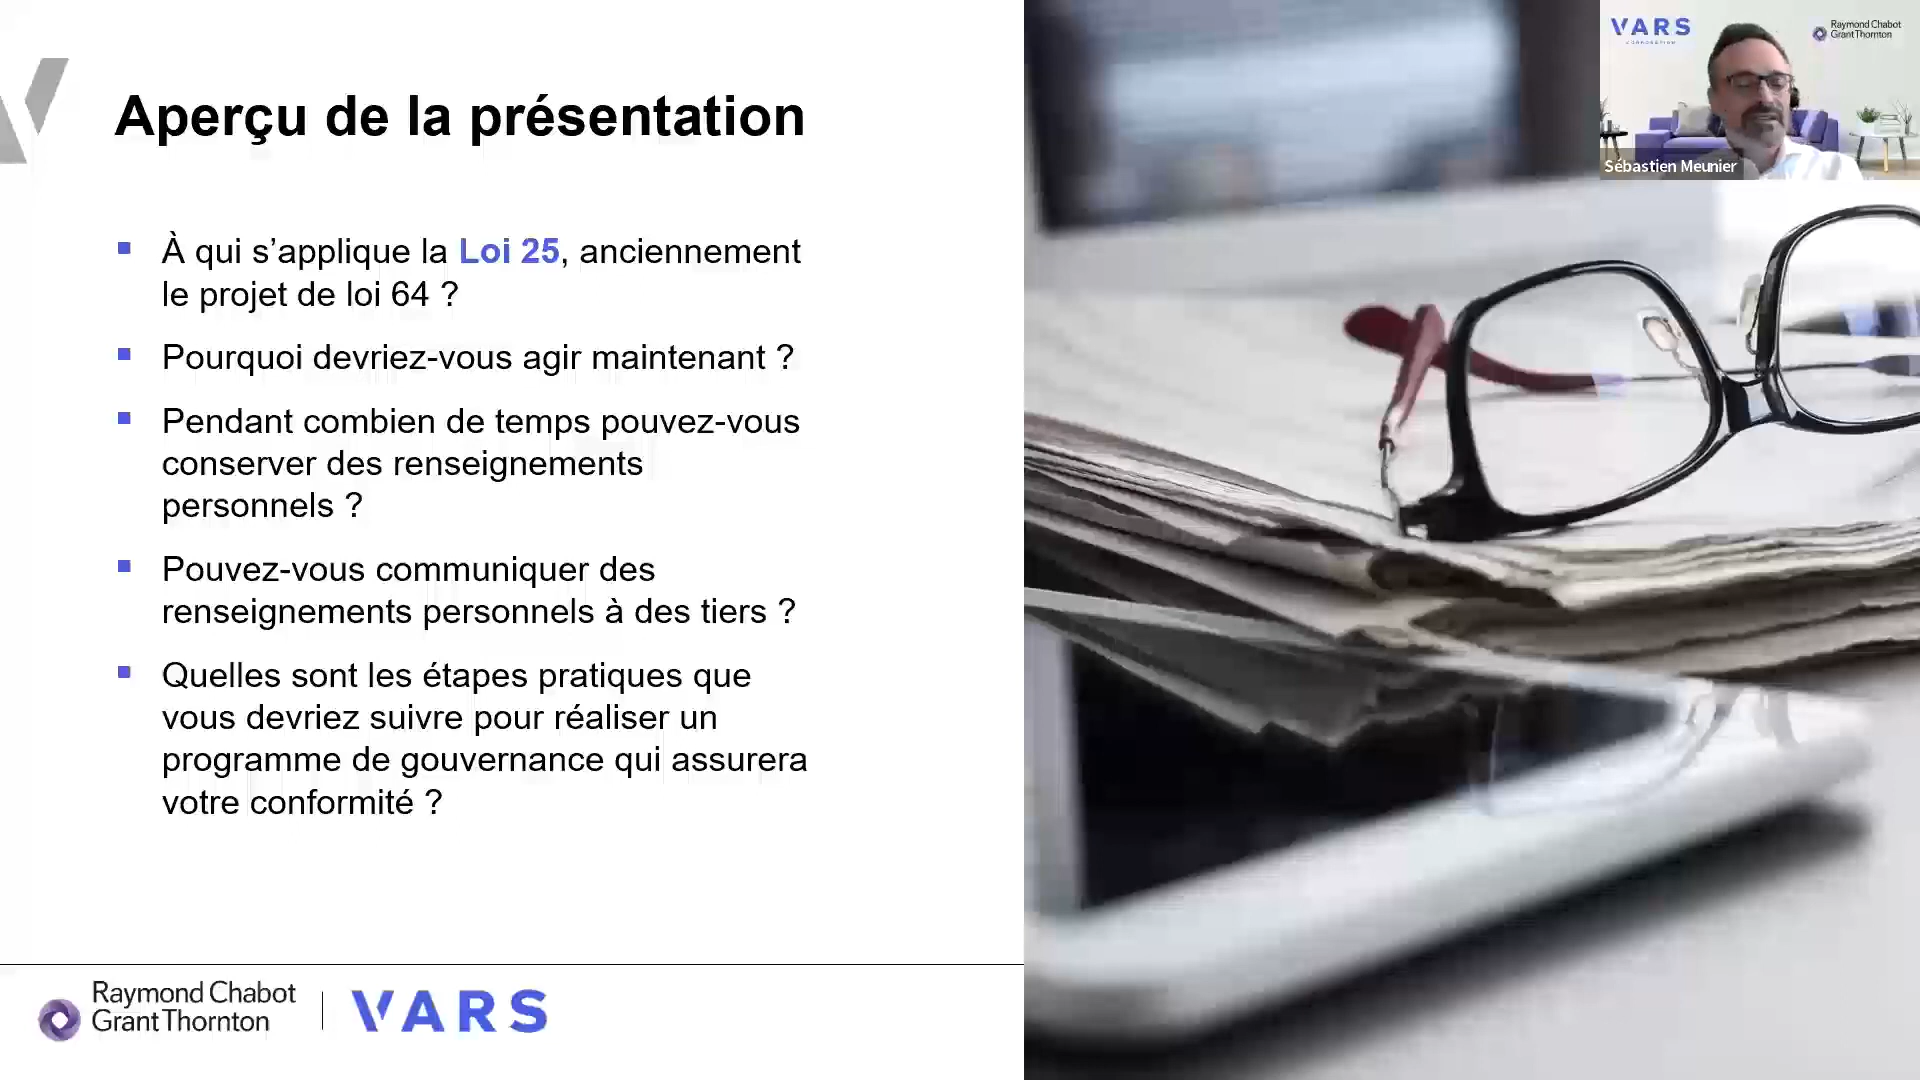 Aperçu de la présentation
À qui s’applique la Loi 25, anciennement
le projet de loi 64 ?
Pourquoi devriez-vous agir maintenant ?
Pendant combien de temps pouvez-vous
conserver des renseignements
personnels ?
Pouvez-vous communiquer des
renseignements personnels à des tiers ?
Quelles sont les étapes pratiques que
vous devriez suivre pour réaliser un
programme de gouvernance qui assurera
votre conformité ?
Raymond Chabot
Grant Thornton
VARS
VARS
CORPORATION
Raymond Chabot
Grant Thornton
Sébastien Meunier